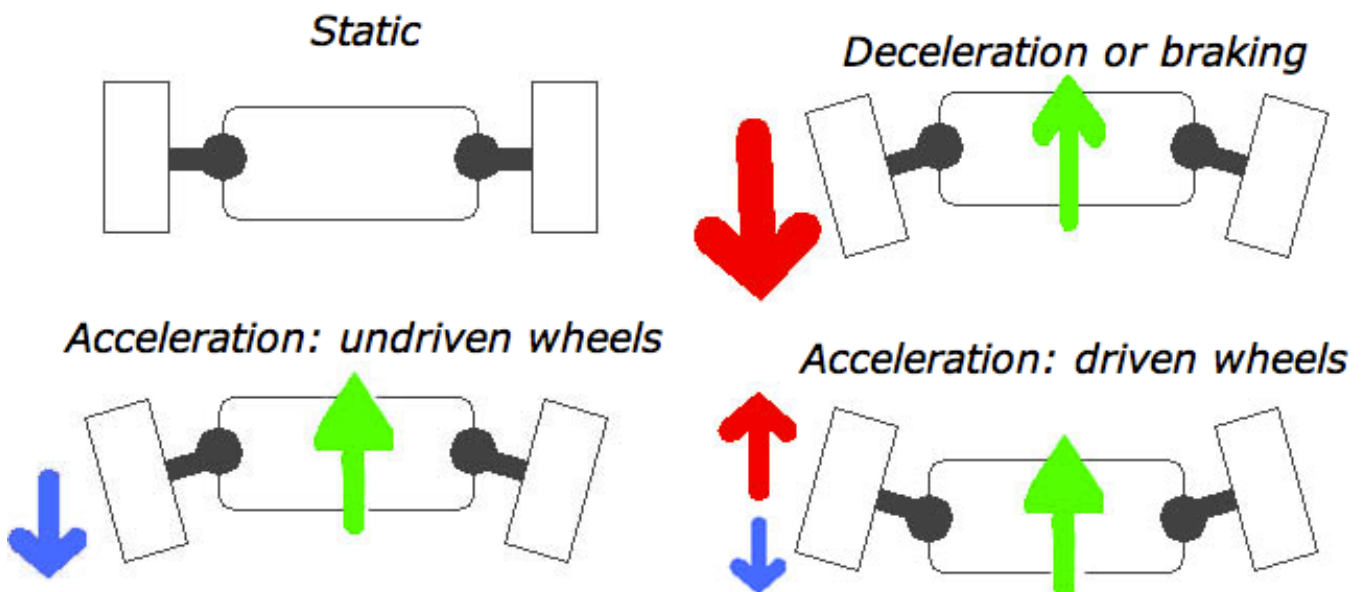 Static
Deceleration or braking
Acceleration: undriven wheels
Acceleration: driven wheels